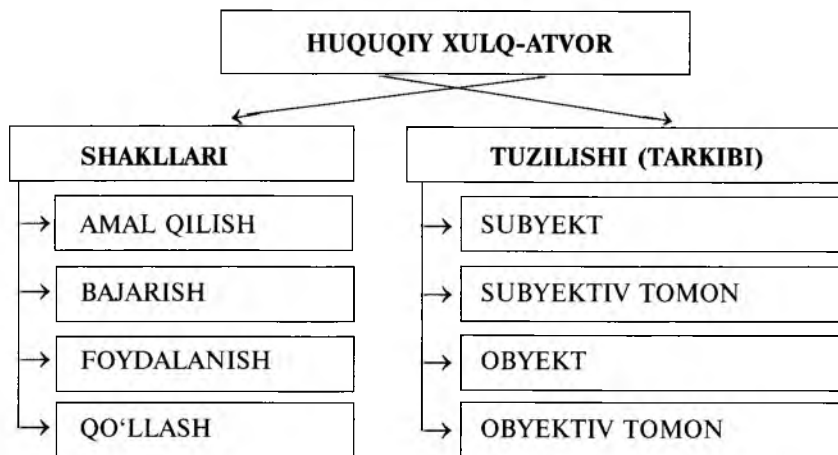 HUQUQIY XULQ-ATVOR
SHAKLLARI
AMAL QILISH
BAJARISH
FOYDALANISH
QO‘LLASH
TUZILISHI (TARKIBI)
SUBYEKT
SUBYEKTIV TOMON
OBYEKT
OBYEKTIV TOMON